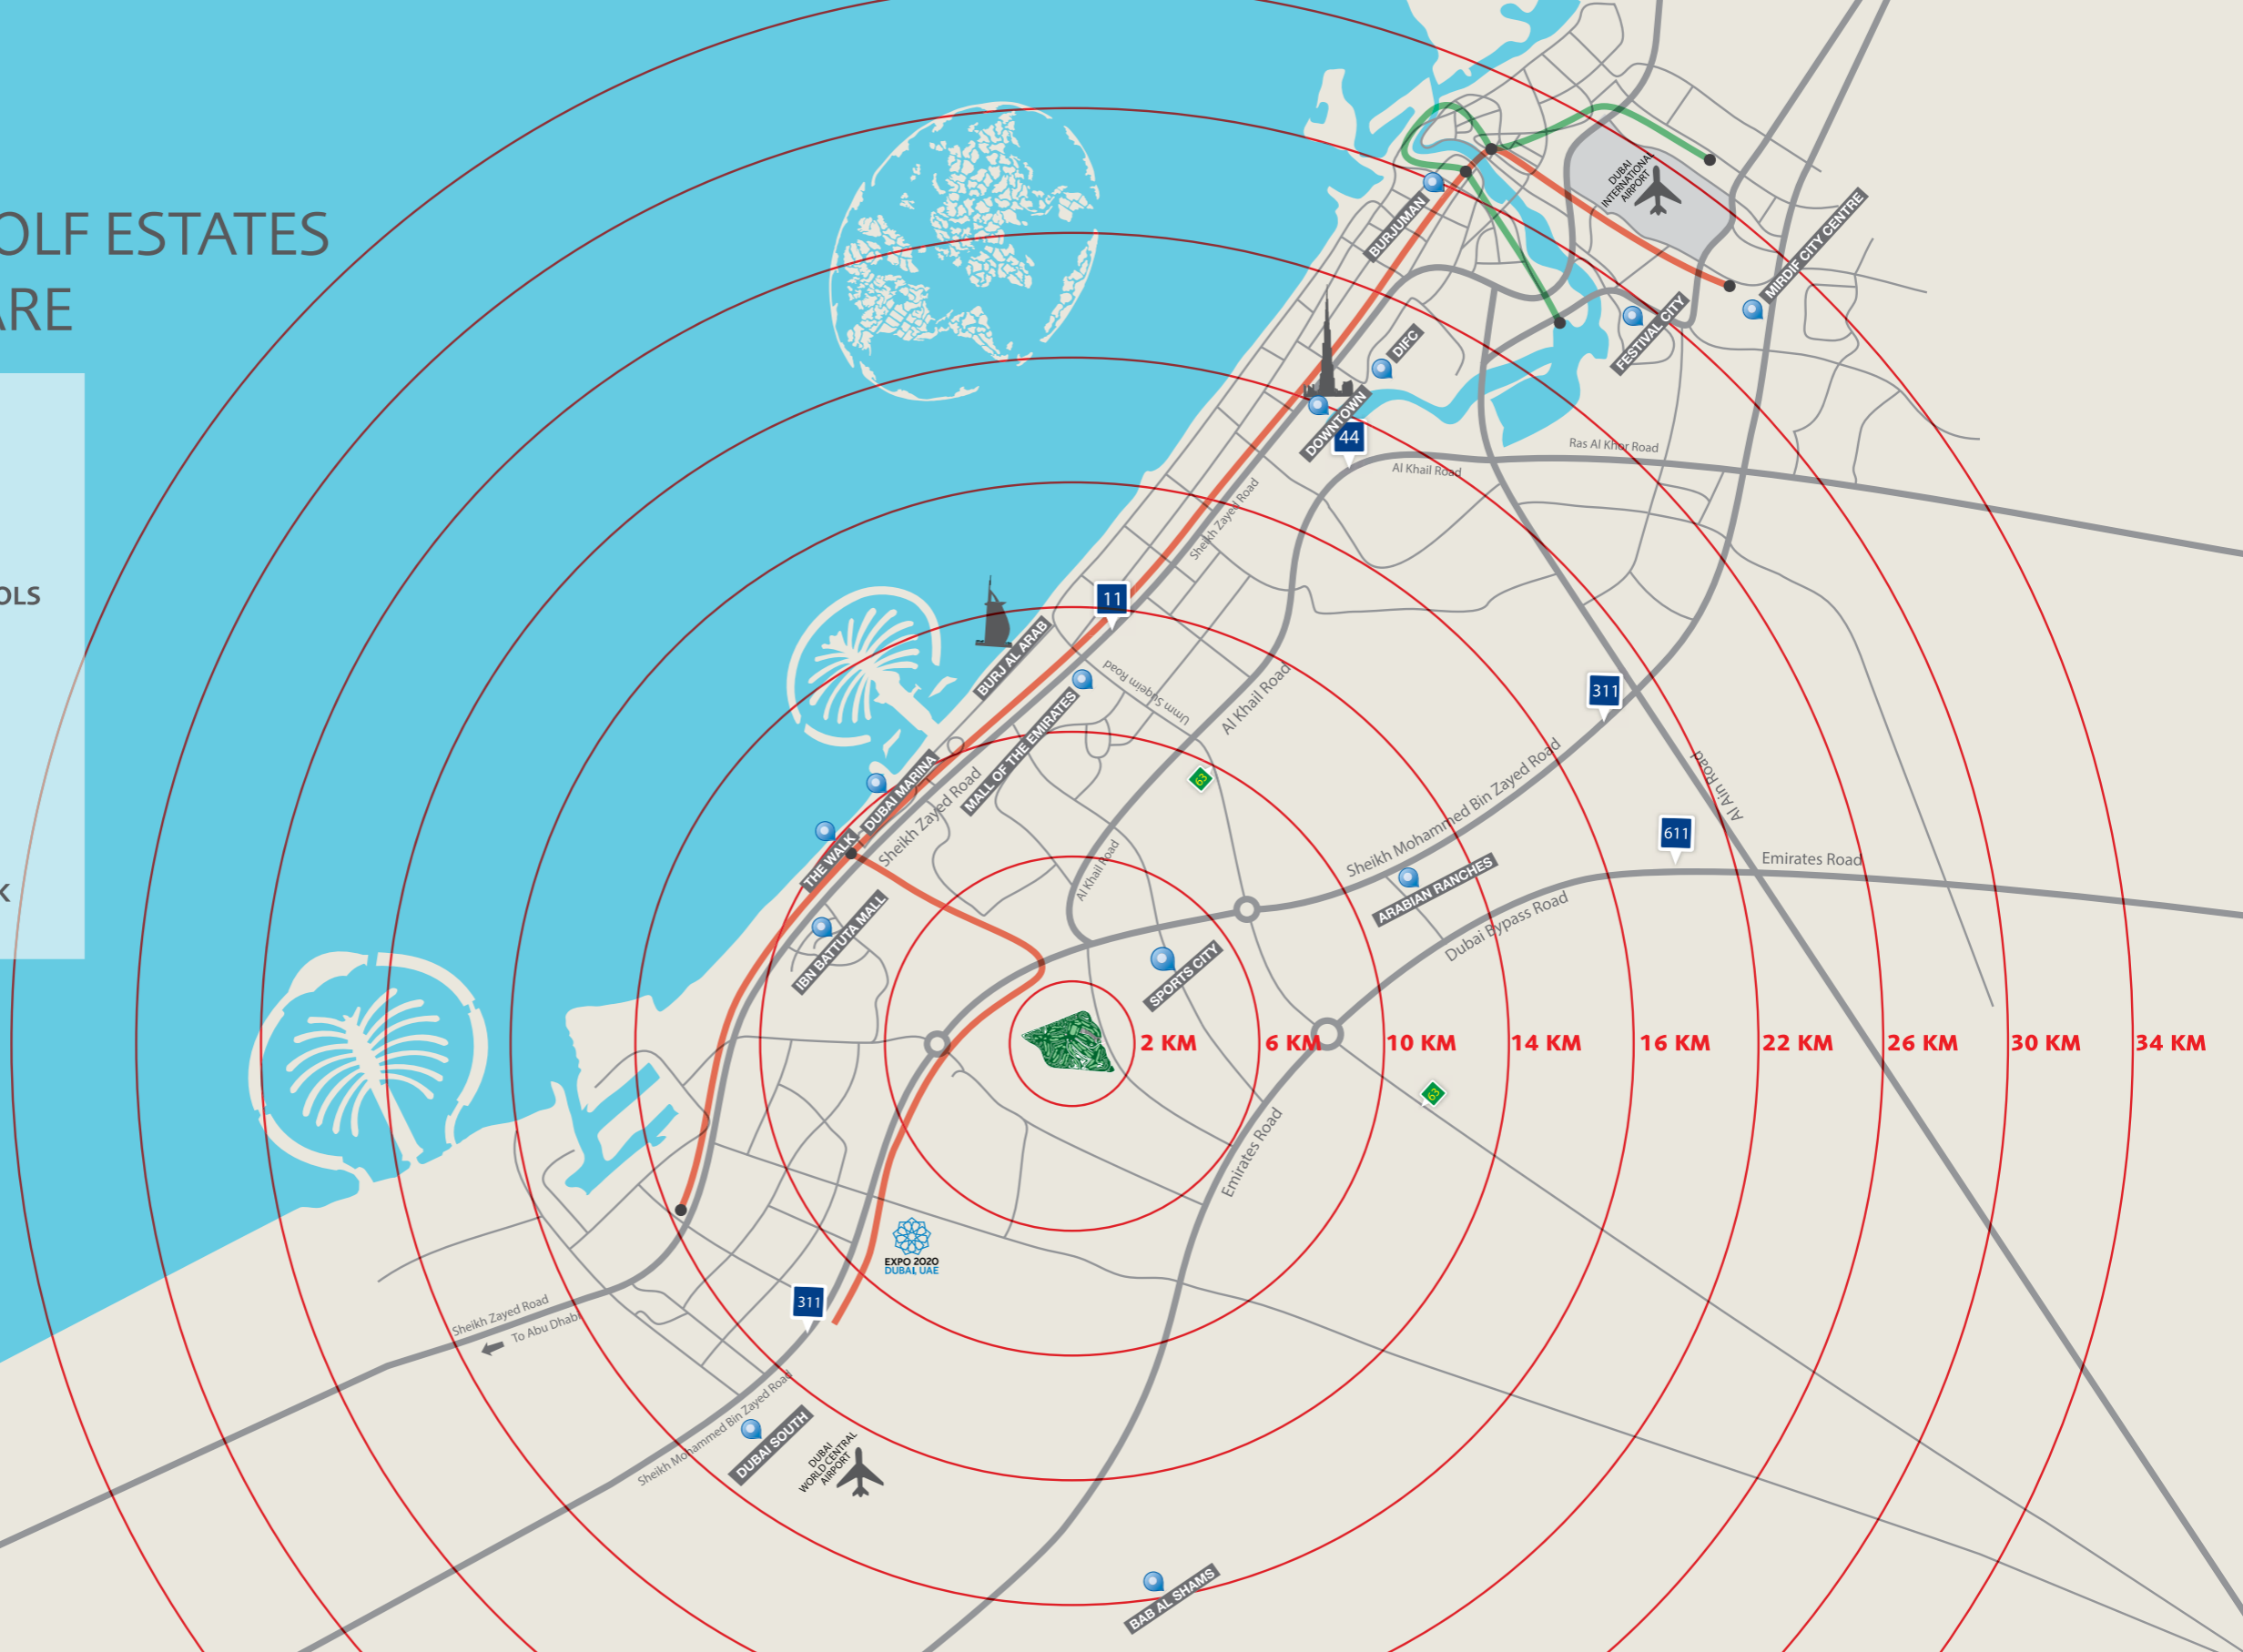 OLF ESTATES
ARE
OLS
K
DUBAI
INTERNATIONAL
AIRPORT
BURJUMAN
MIRDIF CITY CENTRE
FESTIVAL CITY
DIFC
DOWNTOWN
44
Ras Al Khor Road
Al Khail Road
Sheikh Zayed Road
11
BURJ AL ARAB
Umm Suqeim Road
MALL OF THE EMIRATES
Al Khail Road
311
63
DUBAI MARINA
Sheikh Zayed Road
THE WALK
Sheikh Mohammed Bin Zayed Road
Al Ain Road
611
Emirates Road
Al Khail Road
ARABIAN RANCHES
Dubai Bypass Road
IBN BATTUTA MALL
SPORTS CITY
2 KM
6 KM
10 KM
14 KM
16 KM
22 KM
26 KM
30 KM
34 KM
63
Emirates Road
EXPO 2020
DUBAI, UAE
311
Sheikh Zayed Road
To Abu Dhabi
Sheikh Mohammed Bin Zayed Road
DUBAI SOUTH
DUBAI
WORLD CENTRAL
AIRPORT
BAB AL SHAMS